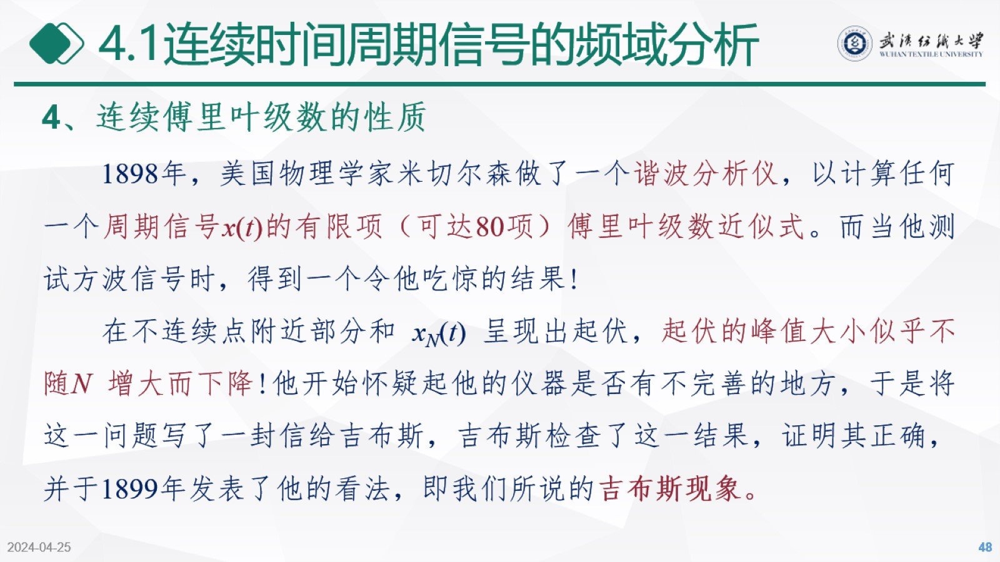 4.1连续时间周期信号的频域分析
武汉纺织大学
WUHAN TEXTILE UNIVERSITY
4、连续傅里叶级数的性质
1898年，美国物理学家米切尔森做了一个谐波分析仪，以计算任何
一个周期信号x(t)的有限项（可达80项）傅里叶级数近似式。而当他测
试方波信号时，得到一个令他吃惊的结果！
在不连续点附近部分和 xN(t) 呈现出起伏，起伏的峰值大小似乎不
随N 增大而下降！他开始怀疑起他的仪器是否有不完善的地方，于是将
这一问题写了一封信给吉布斯，吉布斯检查了这一结果，证明其正确，
并于1899年发表了他的看法，即我们所说的吉布斯现象。
2024-04-25
48